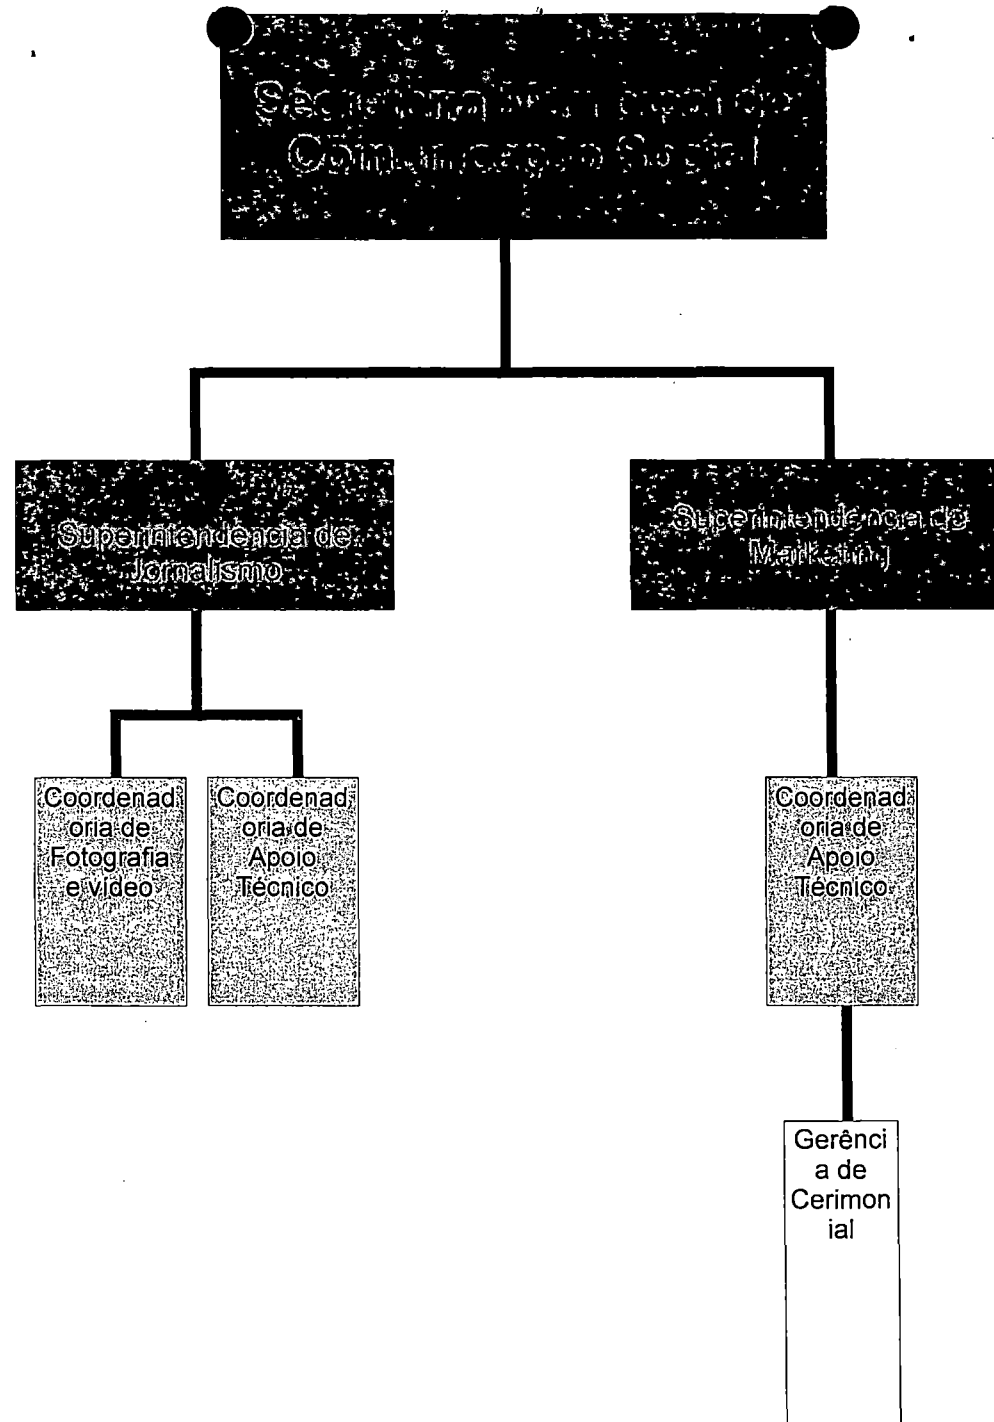 Secretaria Municipal de
Comunicação Social
Superintendência de
Jornalismo
Superintendência de
Marketing
Coordenad
oria de
Fotografia
e vídeo
Coordenad
oria de
Apoio
Técnico
Coordenad
oria de
Apoio
Técnico
Gerênci
a de
Cerimon
ial